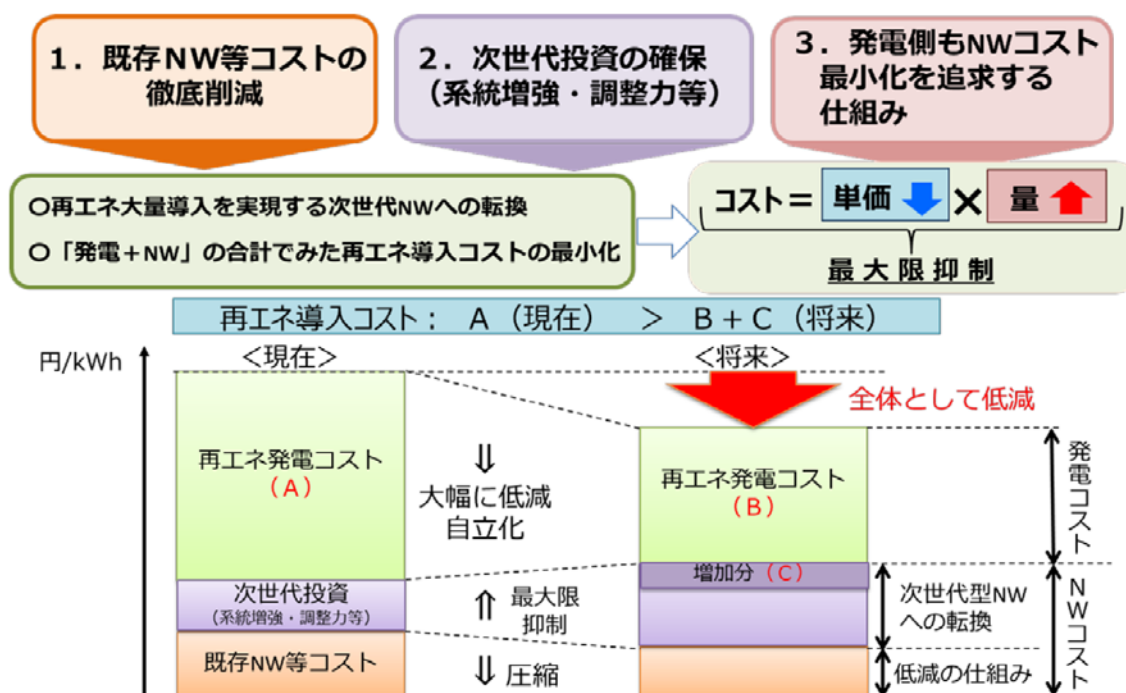 1．既存NW等コストの
徹底削減
2．次世代投資の確保
（系統増強・調整力等）
3．発電側もNWコスト
最小化を追求する
仕組み
○再エネ大量導入を実現する次世代NWへの転換
○「発電＋NW」の合計でみた再エネ導入コストの最小化
コスト＝ 単価 × 量
最大限抑制
再エネ導入コスト： A （現在） ＞ B＋C （将来）
円/kWh
＜現在＞
＜将来＞
全体として低減
再エネ発電コスト
（A）
⇓
大幅に低減
自立化
再エネ発電コスト
（B）
発電コスト
次世代投資
（系統増強・調整力等）
⇑ 最大限
抑制
増加分（C）
次世代型NW
への転換
NWコスト
既存NW等コスト
⇓ 圧縮
低減の仕組み